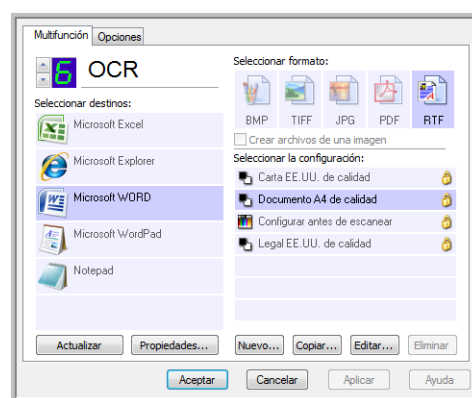 Multifunción Opciones
6 OCR
Seleccionar destinos:
Microsoft Excel
Microsoft Explorer
Microsoft WORD
Microsoft WordPad
Notepad
Actualizar Propiedades...
Seleccionar formato:
BMP TIFF JPG PDF RTF
Crear archivos de una imagen
Seleccionar la configuración:
Carta EE.UU. de calidad
Documento A4 de calidad
Configurar antes de escanear
Legal EE.UU. de calidad
Nuevo... Copiar... Editar... Eliminar
Aceptar Cancelar Aplicar Ayuda